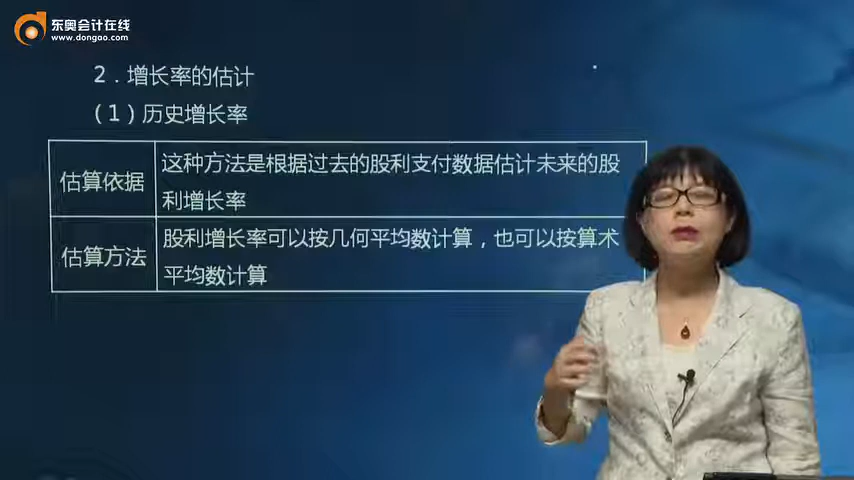 东奥会计在线
www.dongao.com
2．增长率的估计
（1）历史增长率
估算依据
这种方法是根据过去的股利支付数据估计未来的股
利增长率
估算方法
股利增长率可以按几何平均数计算，也可以按算术
平均数计算